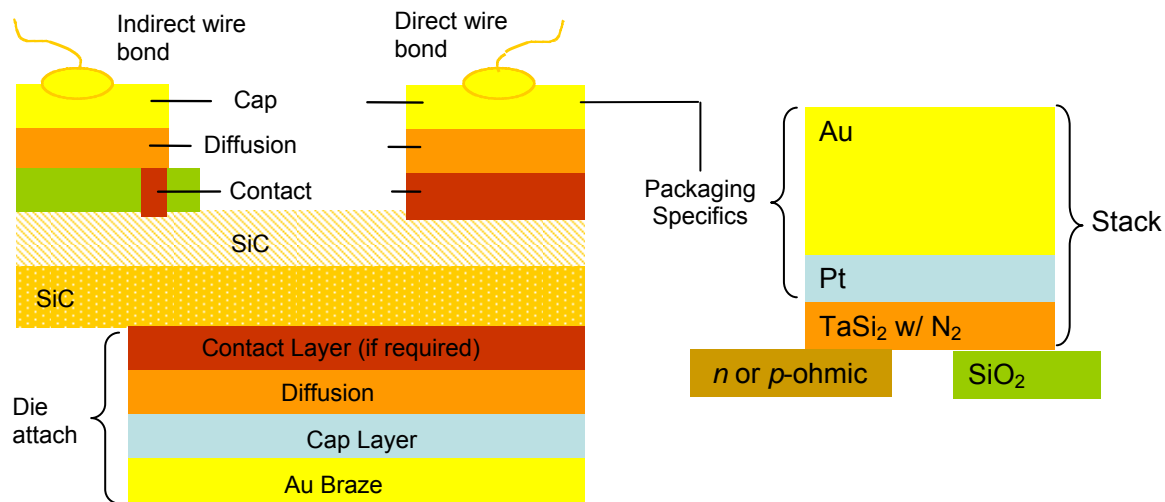 Indirect wire
bond
Direct wire
bond
Cap
Diffusion
Contact
SiC
SiC
Die
attach
Contact Layer (if required)
Diffusion
Cap Layer
Au Braze
Packaging
Specifics
Au
Pt
TaSi₂ w/ N₂
n or p-ohmic
SiO₂
Stack